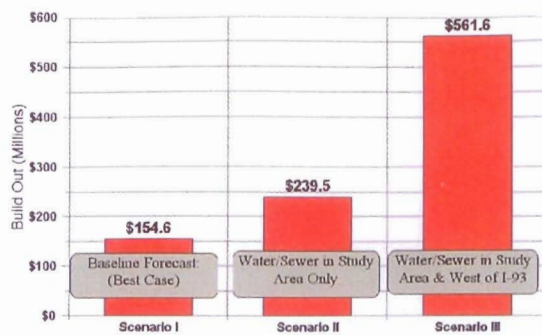 $600
$500
$400
$300
$200
$100
$0
Build Out (Millions)
$154.6
$239.5
$561.6
Baseline Forecast:
(Best Case)
Water/Sewer in Study
Area Only
Water/Sewer in Study
Area & West of I-93
Scenario I
Scenario II
Scenario III